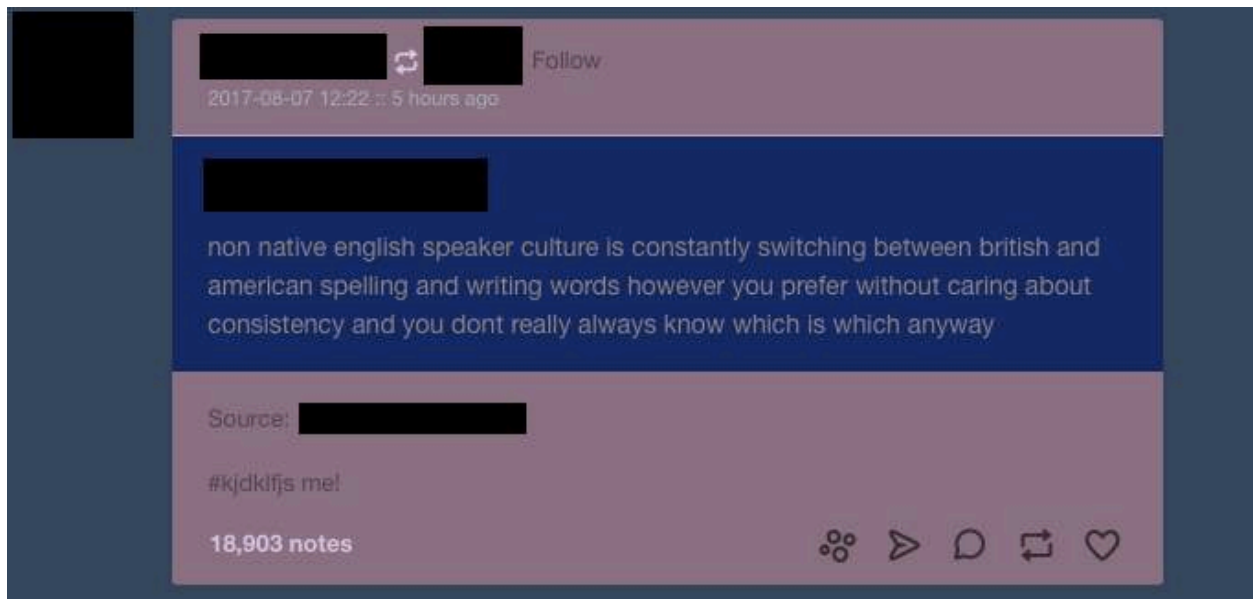 Follow
2017-08-07 12:22 :: 5 hours ago
non native english speaker culture is constantly switching between british and
american spelling and writing words however you prefer without caring about
consistency and you dont really always know which is which anyway
Source:
#kjdklfjs me!
18,903 notes